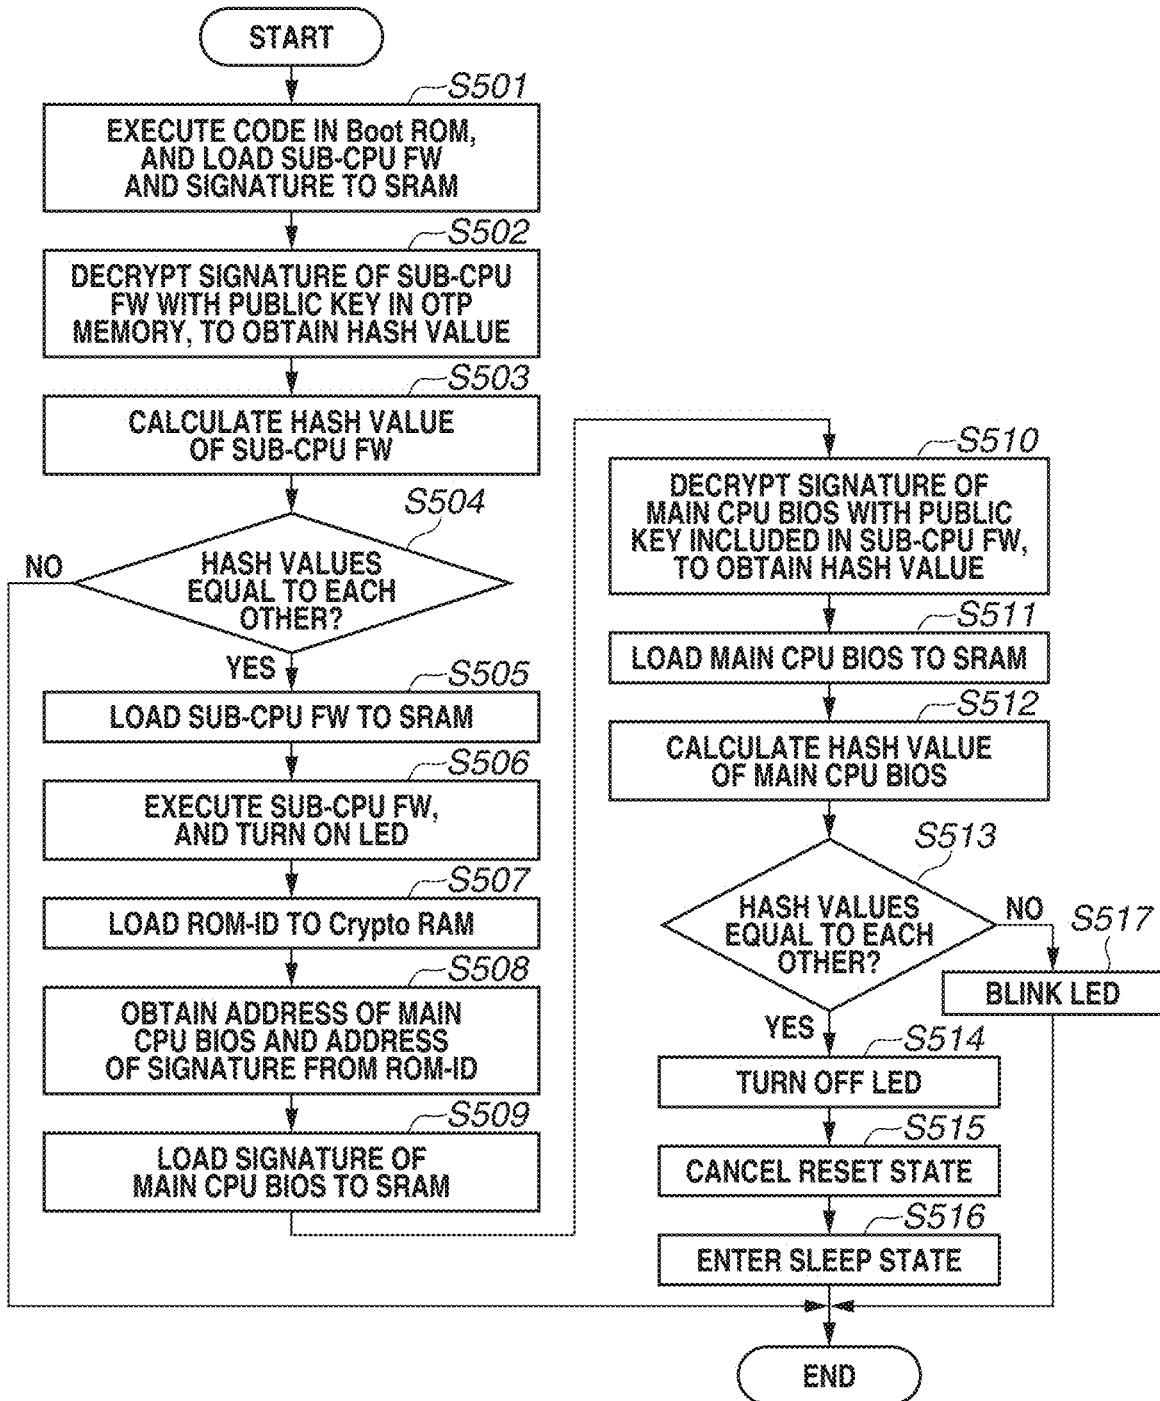 START
S501
EXECUTE CODE IN Boot ROM,
AND LOAD SUB-CPU FW
AND SIGNATURE TO SRAM
S502
DECRYPT SIGNATURE OF SUB-CPU
FW WITH PUBLIC KEY IN OTP
MEMORY, TO OBTAIN HASH VALUE
S503
CALCULATE HASH VALUE
OF SUB-CPU FW
S504
HASH VALUES
EQUAL TO EACH
OTHER?
NO
YES
S505
LOAD SUB-CPU FW TO SRAM
S506
EXECUTE SUB-CPU FW,
AND TURN ON LED
S507
LOAD ROM-ID TO Crypto RAM
S508
OBTAIN ADDRESS OF MAIN
CPU BIOS AND ADDRESS
OF SIGNATURE FROM ROM-ID
S509
LOAD SIGNATURE OF
MAIN CPU BIOS TO SRAM
S510
DECRYPT SIGNATURE OF
MAIN CPU BIOS WITH PUBLIC
KEY INCLUDED IN SUB-CPU FW,
TO OBTAIN HASH VALUE
S511
LOAD MAIN CPU BIOS TO SRAM
S512
CALCULATE HASH VALUE
OF MAIN CPU BIOS
S513
HASH VALUES
EQUAL TO EACH
OTHER?
NO
S517
BLINK LED
YES
S514
TURN OFF LED
S515
CANCEL RESET STATE
S516
ENTER SLEEP STATE
END